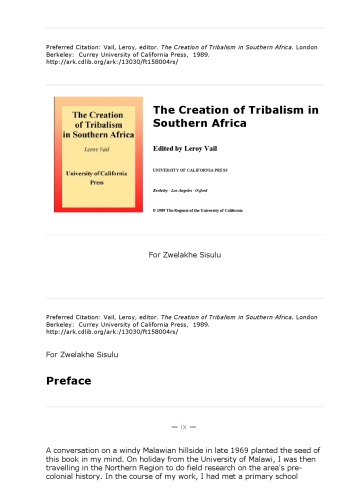 Preferred Citation: Vail, Leroy, editor. The Creation of Tribalism in Southern Africa. London
Berkeley:  Currey University of California Press,  1989.
http://ark.cdlib.org/ark:/13030/ft158004rs/
The Creation
of Tribalism
in Southern Africa
Leroy Vail
University of California
Press
The Creation of Tribalism in
Southern Africa
Edited by Leroy Vail
UNIVERSITY OF CALIFORNIA PRESS
Berkeley · Los Angeles · Oxford
© 1989 The Regents of the University of California
For Zwelakhe Sisulu
Preferred Citation: Vail, Leroy, editor. The Creation of Tribalism in Southern Africa. London
Berkeley:  Currey University of California Press,  1989.
http://ark.cdlib.org/ark:/13030/ft158004rs/
For Zwelakhe Sisulu
Preface
— ix —
A conversation on a windy Malawian hillside in late 1969 planted the seed of
this book in my mind. On holiday from the University of Malawi, I was then
travelling in the Northern Region to do field research on the area's pre-
colonial history. In the course of my work, I had met a primary school